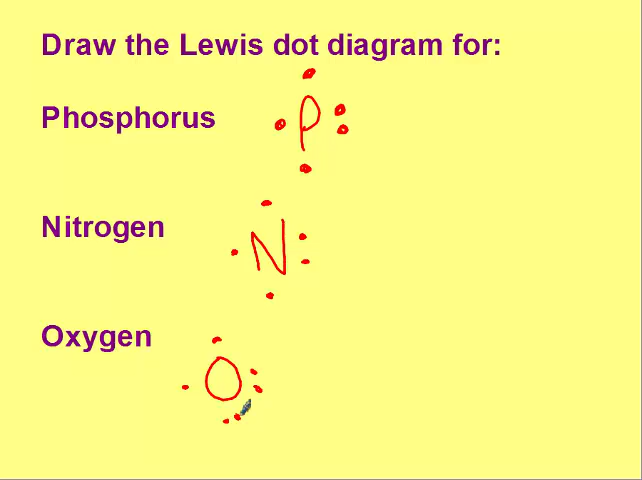 Draw the Lewis dot diagram for:
Phosphorus P
Nitrogen N
Oxygen O